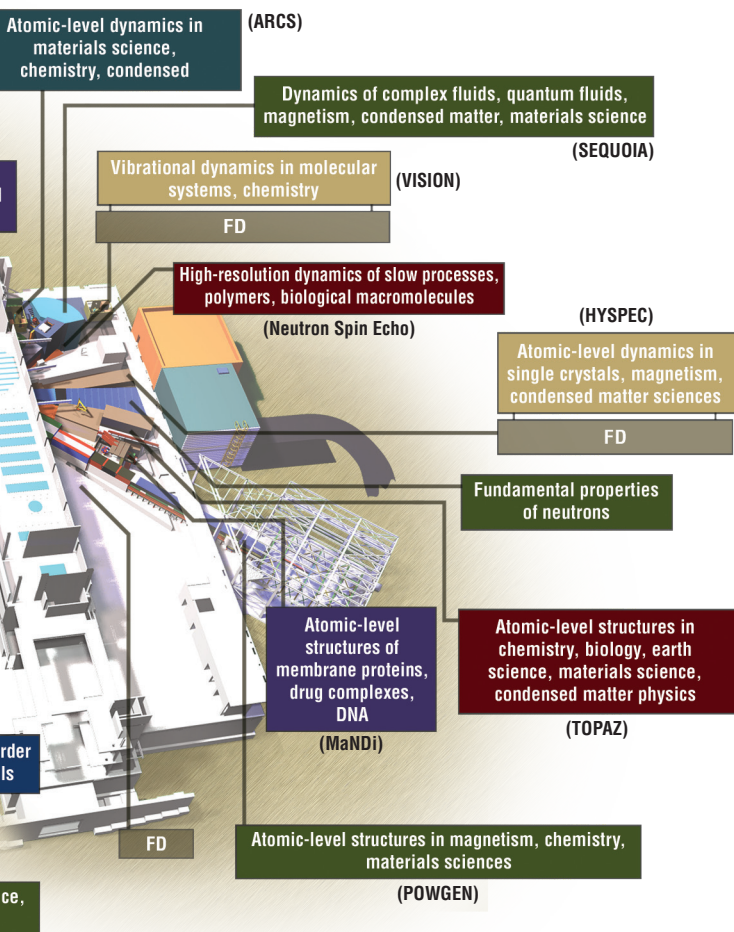 Atomic-level dynamics in
materials science,
chemistry, condensed
(ARCS)
Dynamics of complex fluids, quantum fluids,
magnetism, condensed matter, materials science
(SEQUOIA)
Vibrational dynamics in molecular
systems, chemistry
(VISION)
FD
High-resolution dynamics of slow processes,
polymers, biological macromolecules
(Neutron Spin Echo)
(HYSPEC)
Atomic-level dynamics in
single crystals, magnetism,
condensed matter sciences
FD
Fundamental properties
of neutrons
Atomic-level
structures of
membrane proteins,
drug complexes,
DNA
(MaNDi)
Atomic-level structures in
chemistry, biology, earth
science, materials science,
condensed matter physics
(TOPAZ)
rder
ls
FD
Atomic-level structures in magnetism, chemistry,
materials sciences
(POWGEN)
ce,